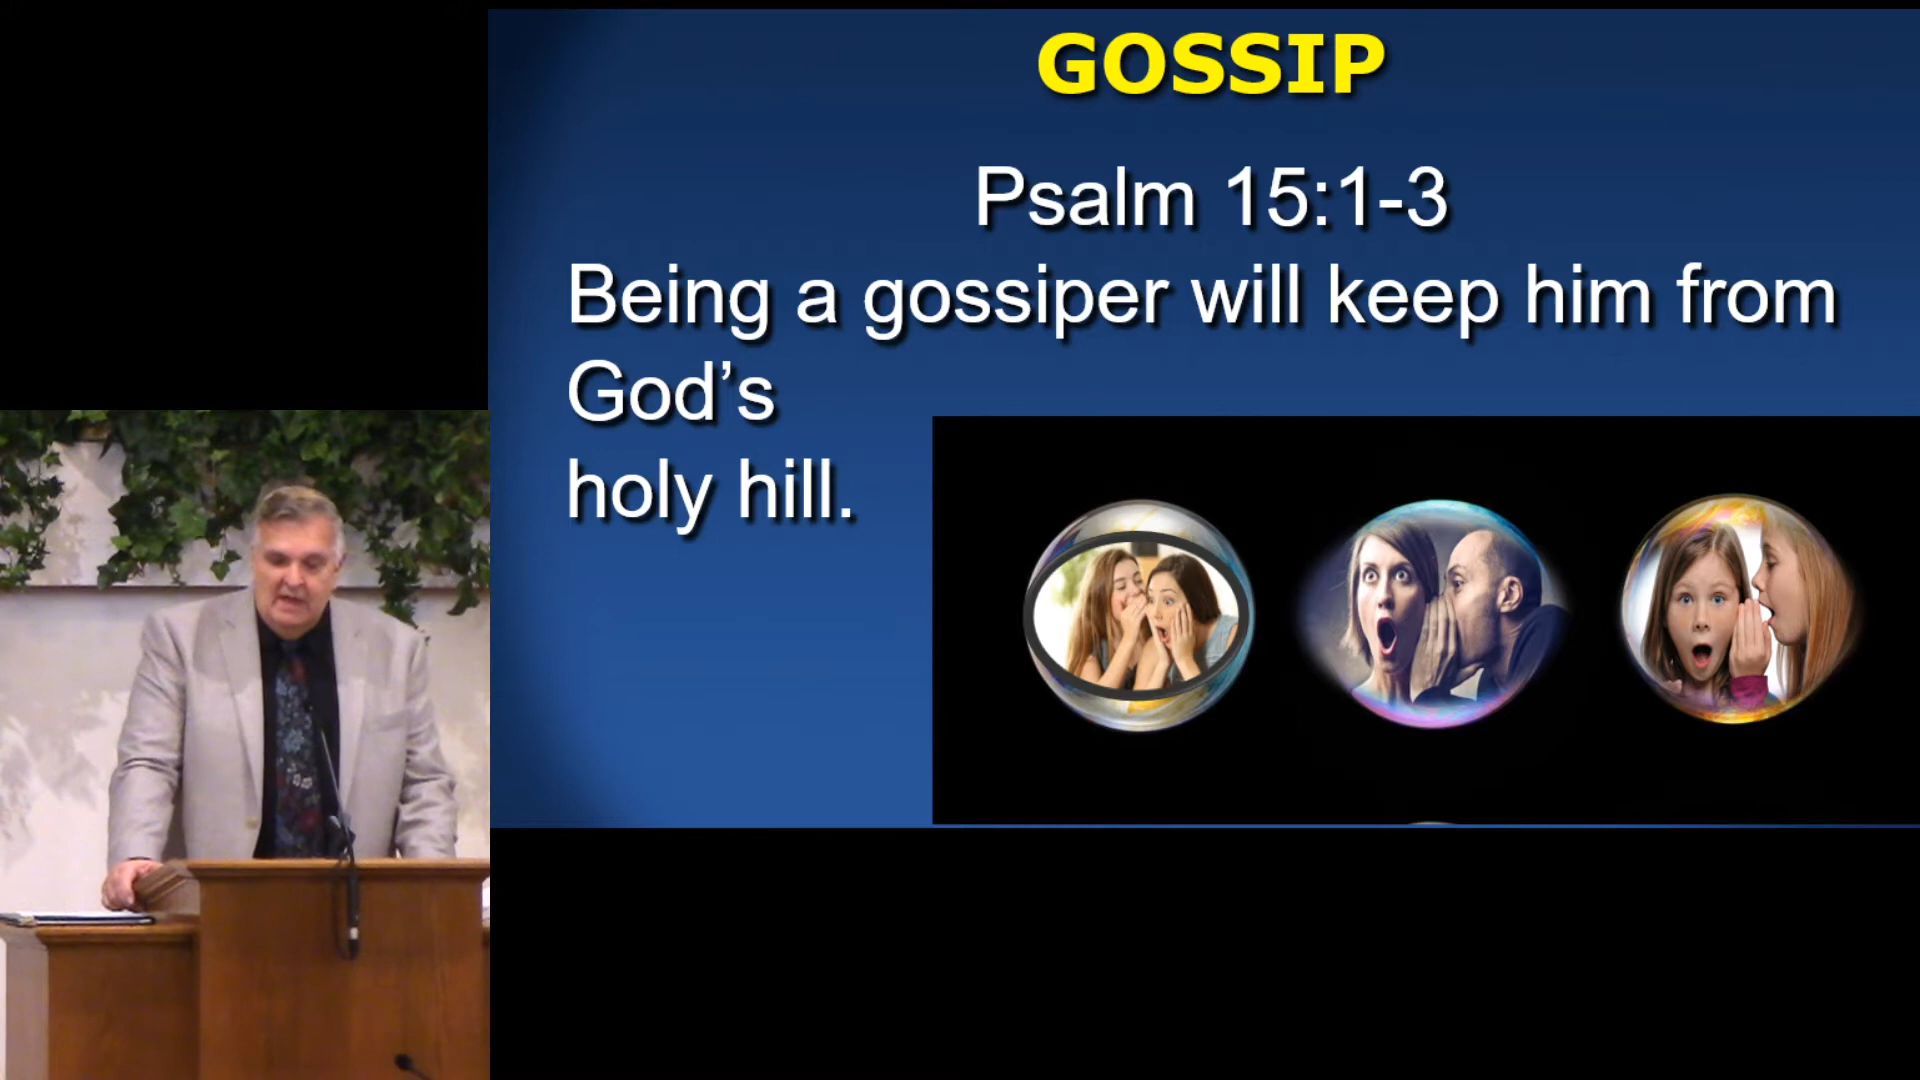 GOSSIP
Psalm 15:1-3
Being a gossiper will keep him from
God’s
holy hill.